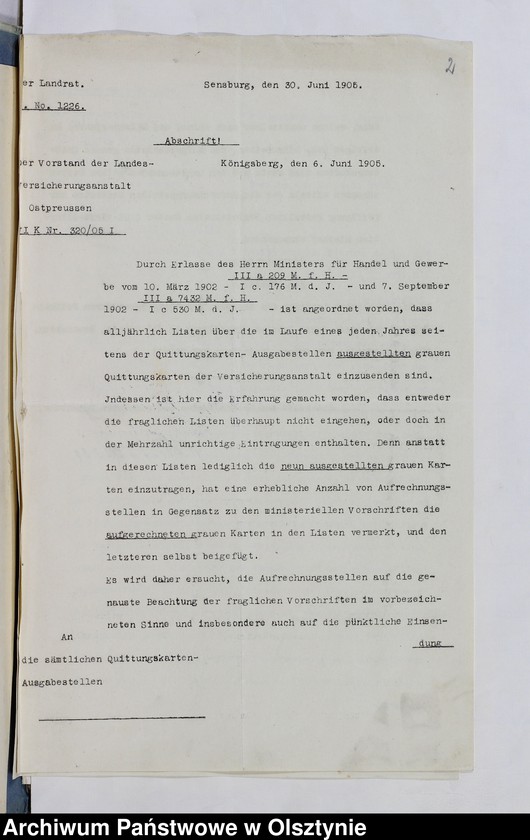 2
er Landrat. Sensburg, den 30. Juni 1905.
. No. 1226.
Abschrift!
er Vorstand der Landes- Königsberg, den 6. Juni 1905.
ersicherungsanstalt
Ostpreussen
I K Nr. 320/05 I
Durch Erlasse des Herrn Ministers für Handel und Gewer-
III a 209 M. f. H. -
be vom 10. März 1902 - I c. 176 M. d. J. - und 7. September
III a 7432 M. f. H.
1902 - I c 530 M. d. J. - ist angeordnet worden, dass
alljährlich Listen über die im Laufe eines jeden Jahres sei-
tens der Quittungskarten- Ausgabestellen ausgestellten grauen
Quittungskarten der Versicherungsanstalt einzusenden sind.
Jndessen ist hier die Erfahrung gemacht worden, dass entweder
die fraglichen Listen überhaupt nicht eingehen, oder doch in
der Mehrzahl unrichtige Eintragungen enthalten. Denn anstatt
in diesen Listen lediglich die neun ausgestellten grauen Kar-
ten einzutragen, hat eine erhebliche Anzahl von Aufrechnungs-
stellen in Gegensatz zu den ministeriellen Vorschriften die
aufgerechneten grauen Karten in den Listen vermerkt, und den
letzteren selbst beigefügt.
Es wird daher ersucht, die Aufrechnungsstellen auf die ge-
nauste Beachtung der fraglichen Vorschriften im vorbezeich-
neten Sinne und insbesondere auch auf die pünktliche Einsen-
dung
An
die sämtlichen Quittungskarten-
Ausgabestellen
Archiwum Państwowe w Olsztynie